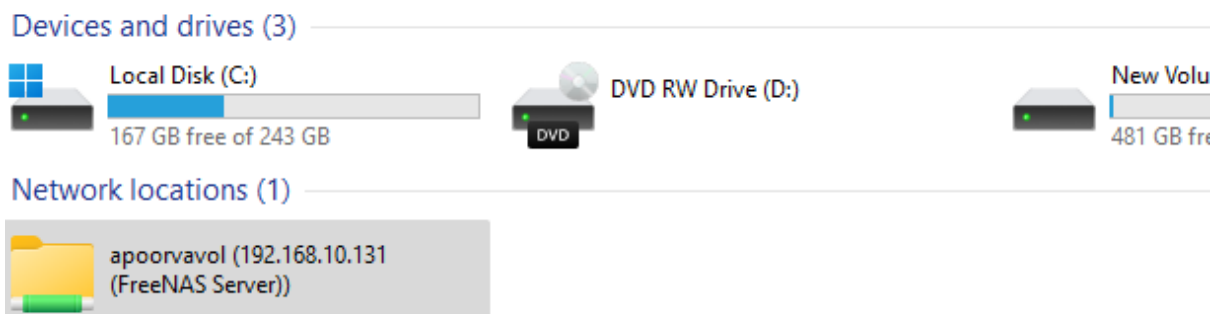 Devices and drives (3)
Local Disk (C:)
167 GB free of 243 GB
DVD RW Drive (D:)
DVD
New Volu
481 GB fre
Network locations (1)
apoorvavol (192.168.10.131
(FreeNAS Server))